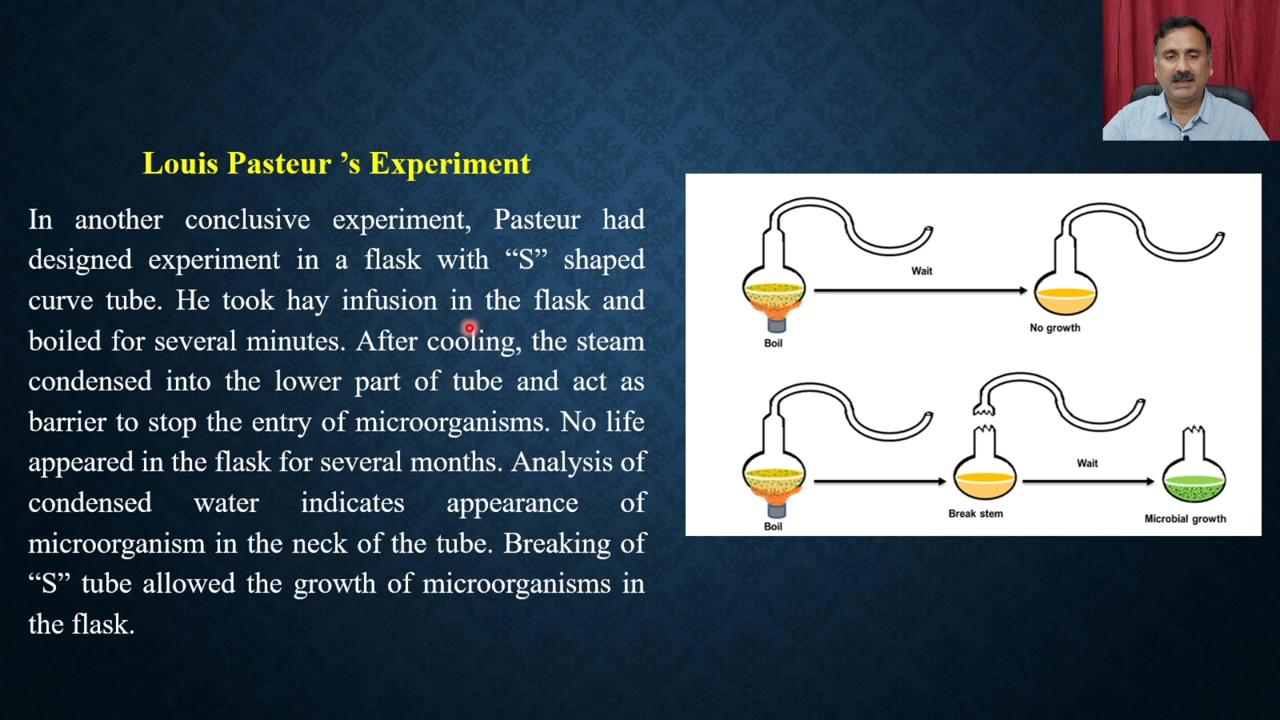 Louis Pasteur ’s Experiment
In another conclusive experiment, Pasteur had
designed experiment in a flask with “S” shaped
curve tube. He took hay infusion in the flask and
boiled for several minutes. After cooling, the steam
condensed into the lower part of tube and act as
barrier to stop the entry of microorganisms. No life
appeared in the flask for several months. Analysis of
condensed water indicates appearance of
microorganism in the neck of the tube. Breaking of
“S” tube allowed the growth of microorganisms in
the flask.
Wait
Boil
No growth
Boil
Break stem
Wait
Microbial growth